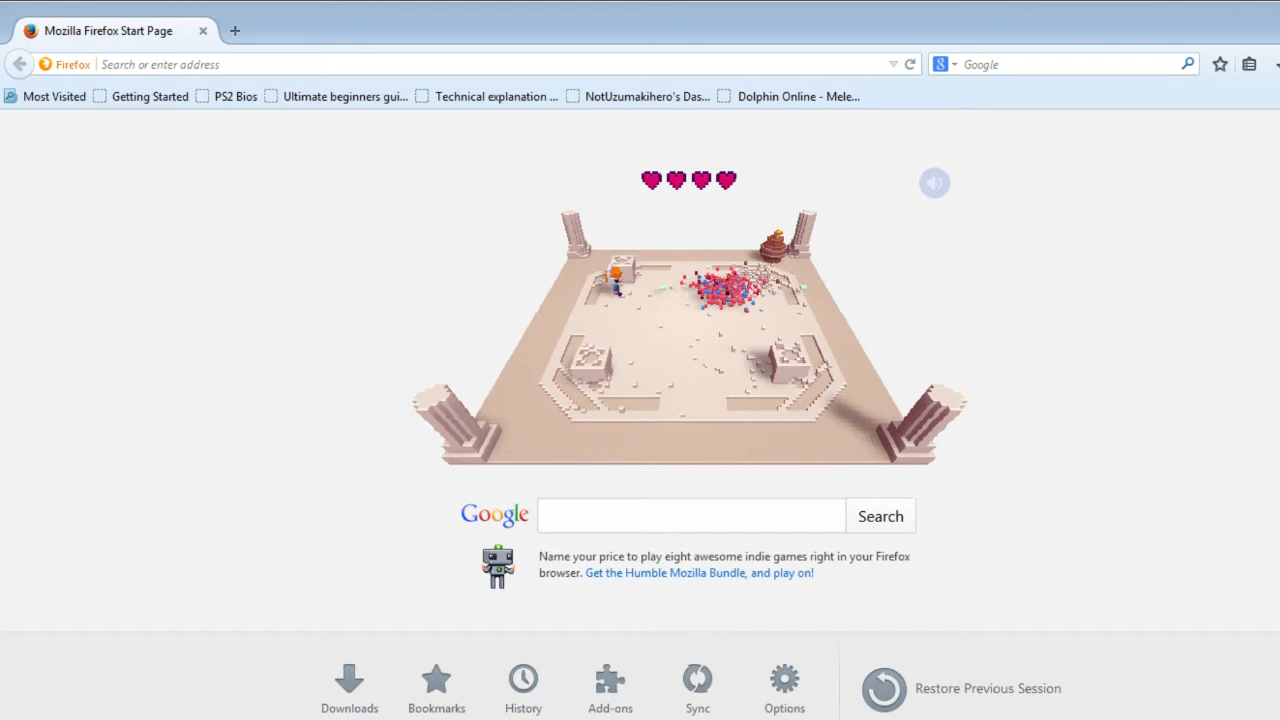 Mozilla Firefox Start Page
Firefox Search or enter address Google
Most Visited Getting Started PS2 Bios Ultimate beginners gui... Technical explanation ... NotUzumakihero's Das... Dolphin Online - Mele...
Google Search
Name your price to play eight awesome indie games right in your Firefox
browser. Get the Humble Mozilla Bundle, and play on!
Downloads Bookmarks History Add-ons Sync Options Restore Previous Session